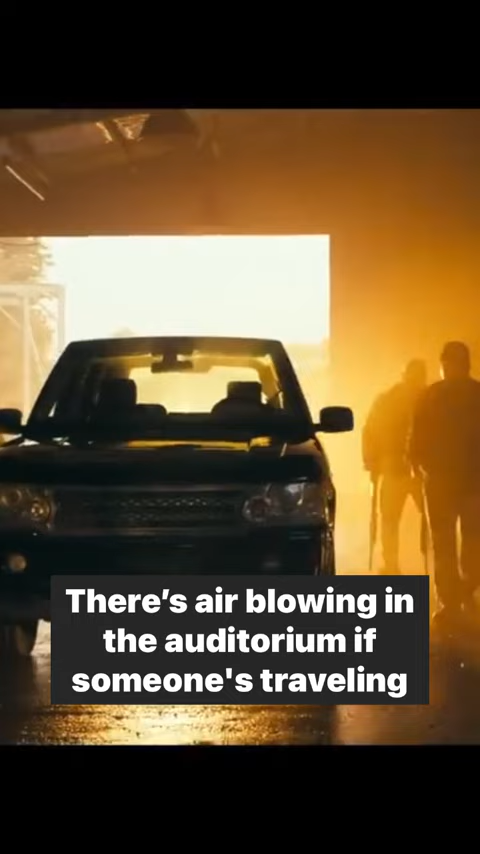 There’s air blowing in
the auditorium if
someone's traveling